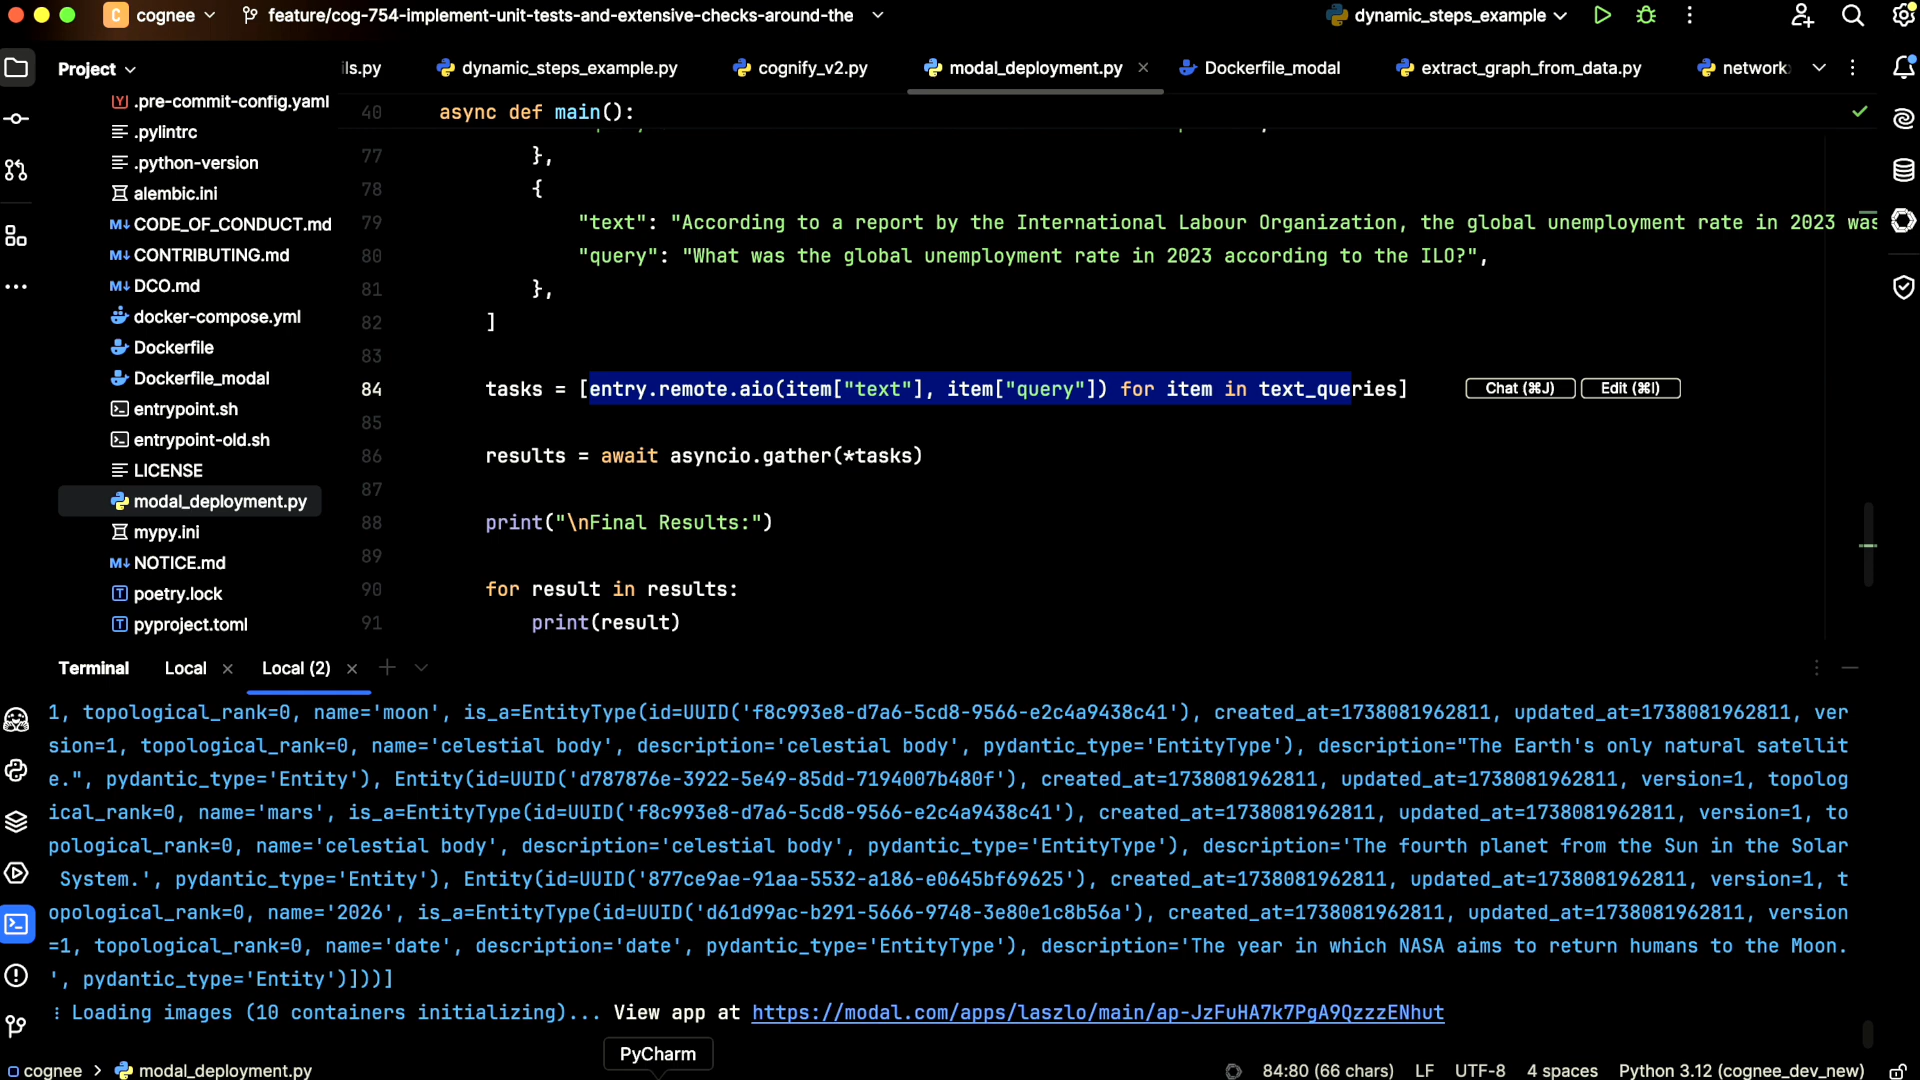 C cognee feature/cog-754-implement-unit-tests-and-extensive-checks-around-the dynamic_steps_example
Project ls.py dynamic_steps_example.py cognify_v2.py modal_deployment.py Dockerfile_modal extract_graph_from_data.py network
.pre-commit-config.yaml
.pylintrc
.python-version
alembic.ini
CODE_OF_CONDUCT.md
CONTRIBUTING.md
DCO.md
docker-compose.yml
Dockerfile
Dockerfile_modal
entrypoint.sh
entrypoint-old.sh
LICENSE
modal_deployment.py
mypy.ini
NOTICE.md
poetry.lock
pyproject.toml
40 async def main():
77 },
78 {
79 "text": "According to a report by the International Labour Organization, the global unemployment rate in 2023 was
80 "query": "What was the global unemployment rate in 2023 according to the ILO?",
81 },
82 ]
83
84 tasks = [entry.remote.aio(item["text"], item["query"]) for item in text_queries] Chat (⌘J) Edit (⌘I)
85
86 results = await asyncio.gather(*tasks)
87
88 print("\nFinal Results:")
89
90 for result in results:
91 print(result)
Terminal Local Local (2)
1, topological_rank=0, name='moon', is_a=EntityType(id=UUID('f8c993e8-d7a6-5cd8-9566-e2c4a9438c41'), created_at=1738081962811, updated_at=1738081962811, ver
sion=1, topological_rank=0, name='celestial body', description='celestial body', pydantic_type='EntityType'), description="The Earth's only natural satellit
e.", pydantic_type='Entity'), Entity(id=UUID('d787876e-3922-5e49-85dd-7194007b480f'), created_at=1738081962811, updated_at=1738081962811, version=1, topolog
ical_rank=0, name='mars', is_a=EntityType(id=UUID('f8c993e8-d7a6-5cd8-9566-e2c4a9438c41'), created_at=1738081962811, updated_at=1738081962811, version=1, to
pological_rank=0, name='celestial body', description='celestial body', pydantic_type='EntityType'), description='The fourth planet from the Sun in the Solar
System.', pydantic_type='Entity'), Entity(id=UUID('877ce9ae-91aa-5532-a186-e0645bf69625'), created_at=1738081962811, updated_at=1738081962811, version=1, t
opological_rank=0, name='2026', is_a=EntityType(id=UUID('d61d99ac-b291-5666-9748-3e80e1c8b56a'), created_at=1738081962811, updated_at=1738081962811, version
=1, topological_rank=0, name='date', description='date', pydantic_type='EntityType'), description='The year in which NASA aims to return humans to the Moon.
', pydantic_type='Entity')]))]
Loading images (10 containers initializing)... View app at https://modal.com/apps/laszlo/main/ap-JzFuHA7k7PgA9QzzzENhut
PyCharm
cognee > modal_deployment.py 84:80 (66 chars) LF UTF-8 4 spaces Python 3.12 (cognee_dev_new)